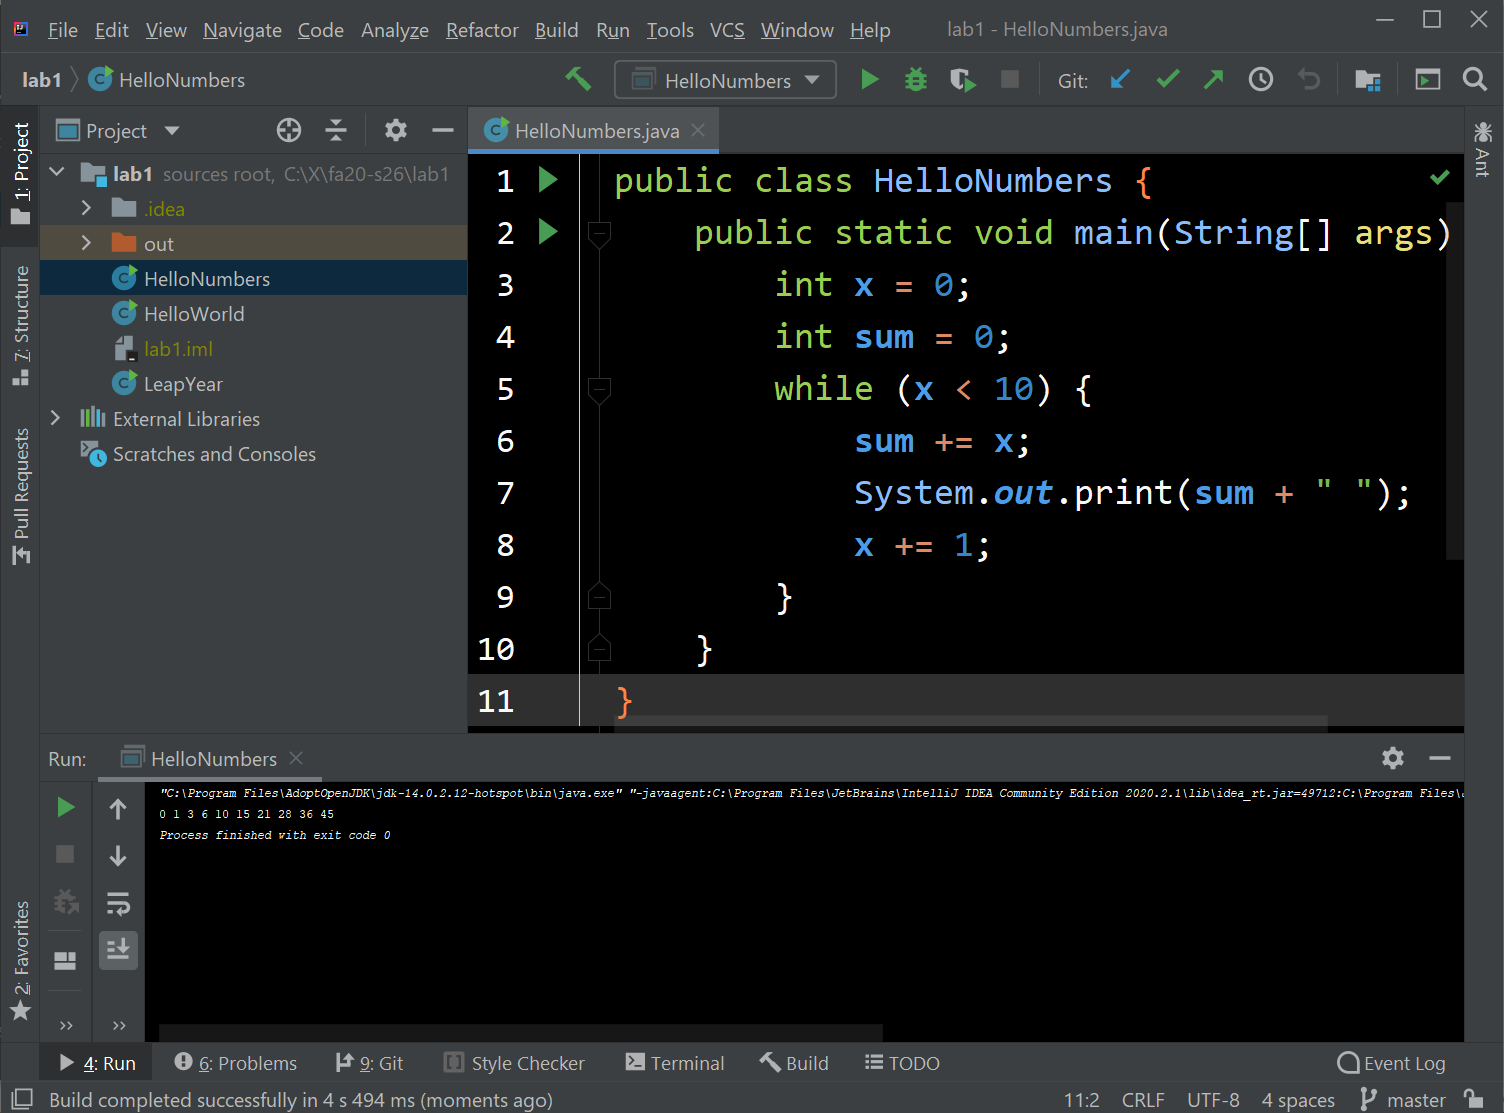 File Edit View Navigate Code Analyze Refactor Build Run Tools VCS Window Help lab1 - HelloNumbers.java
lab1 HelloNumbers HelloNumbers Git:
1: Project
7: Structure
Pull Requests
2: Favorites
Project
lab1 sources root, C:\X\fa20-s26\lab1
.idea
out
HelloNumbers
HelloWorld
lab1.iml
LeapYear
External Libraries
Scratches and Consoles
HelloNumbers.java
1 public class HelloNumbers {
2 public static void main(String[] args)
3 int x = 0;
4 int sum = 0;
5 while (x < 10) {
6 sum += x;
7 System.out.print(sum + " ");
8 x += 1;
9 }
10 }
11 }
Ant
Run: HelloNumbers
"C:\Program Files\AdoptOpenJDK\jdk-14.0.2.12-hotspot\bin\java.exe" "-javaagent:C:\Program Files\JetBrains\IntelliJ IDEA Community Edition 2020.2.1\lib\idea_rt.jar=49712:C:\Program Files\
0 1 3 6 10 15 21 28 36 45
Process finished with exit code 0
4: Run 6: Problems 9: Git Style Checker Terminal Build TODO Event Log
Build completed successfully in 4 s 494 ms (moments ago) 11:2 CRLF UTF-8 4 spaces master